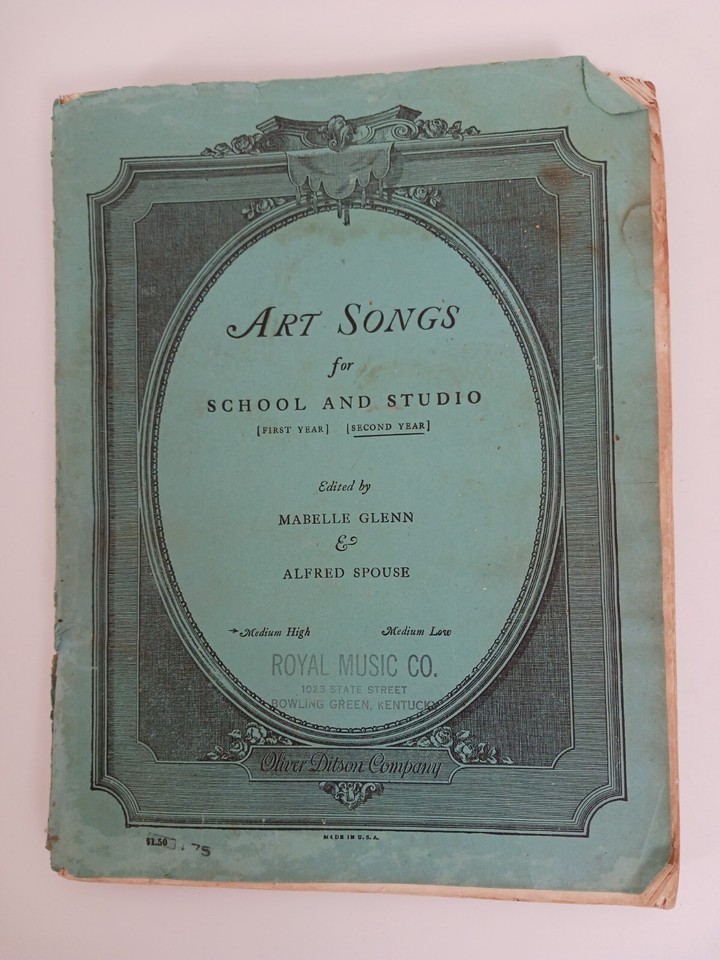 ART SONGS
for
SCHOOL AND STUDIO
[FIRST YEAR] [SECOND YEAR]
Edited by
MABELLE GLENN
&
ALFRED SPOUSE
→Medium High Medium Low
ROYAL MUSIC CO.
1023 STATE STREET
BOWLING GREEN, KENTUCKY
Oliver Ditson Company
MADE IN U.S.A.
$1.50 1.75